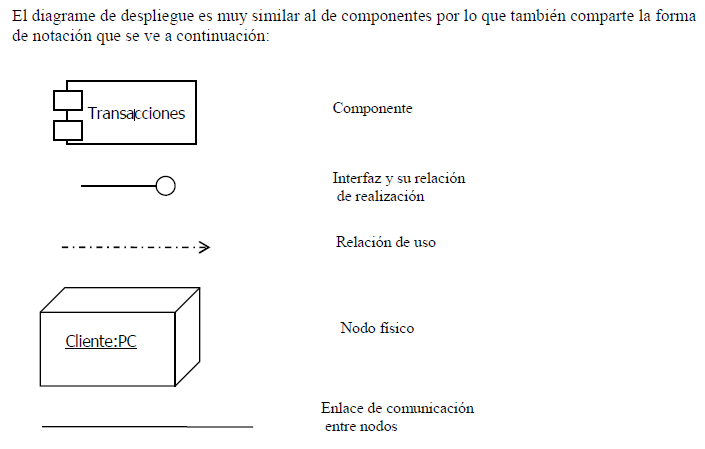 El diagrame de despliegue es muy similar al de componentes por lo que también comparte la forma
de notación que se ve a continuación:
Transacciones
Componente
Interfaz y su relación
de realización
Relación de uso
Cliente:PC
Nodo físico
Enlace de comunicación
entre nodos